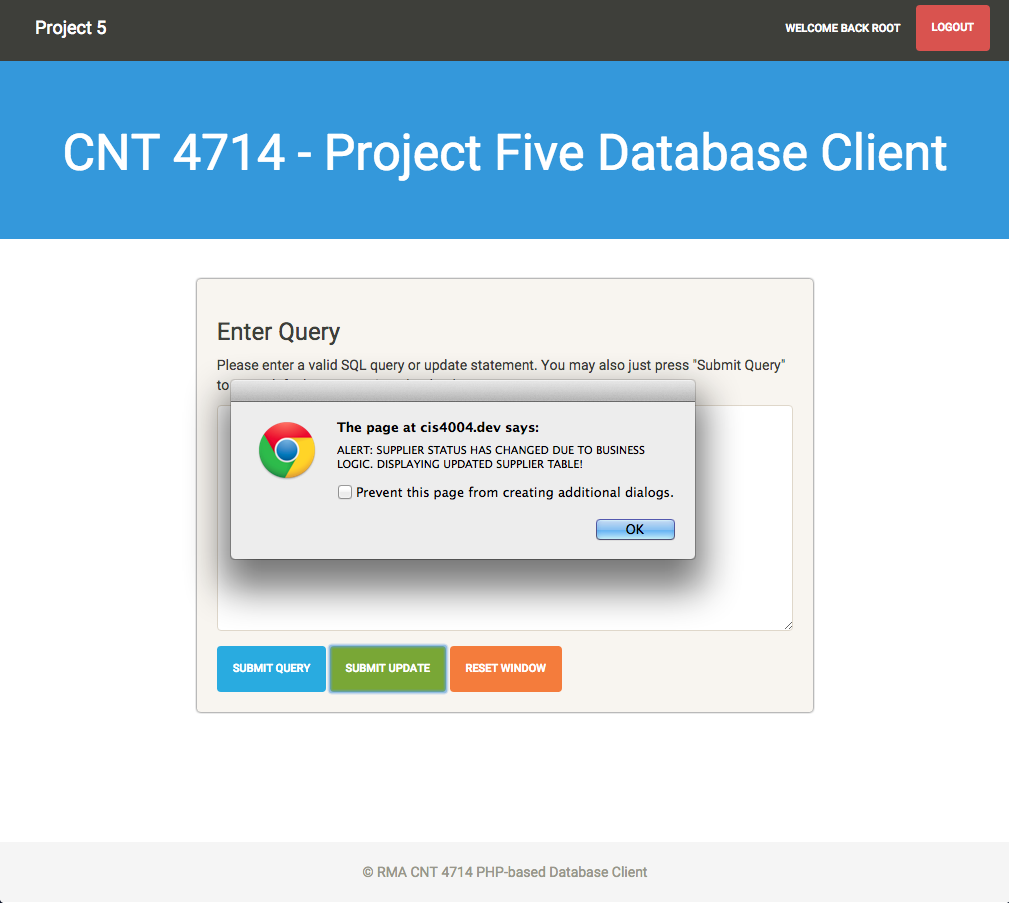 Project 5
WELCOME BACK ROOT
LOGOUT
CNT 4714 - Project Five Database Client
Enter Query
Please enter a valid SQL query or update statement. You may also just press "Submit Query"
to
The page at cis4004.dev says:
ALERT: SUPPLIER STATUS HAS CHANGED DUE TO BUSINESS
LOGIC. DISPLAYING UPDATED SUPPLIER TABLE!
Prevent this page from creating additional dialogs.
OK
SUBMIT QUERY
SUBMIT UPDATE
RESET WINDOW
© RMA CNT 4714 PHP-based Database Client